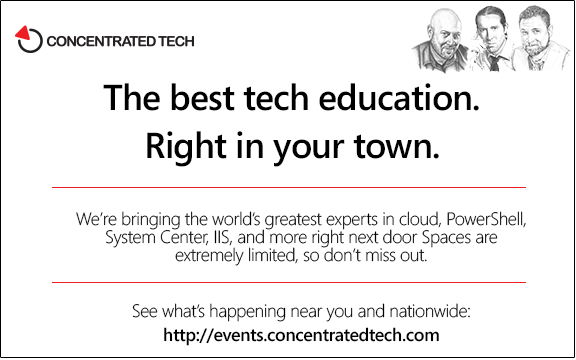 CONCENTRATED TECH
The best tech education.
Right in your town.
We're bringing the world's greatest experts in cloud, PowerShell,
System Center, IIS, and more right next door Spaces are
extremely limited, so don't miss out.
See what's happening near you and nationwide:
http://events.concentratedtech.com